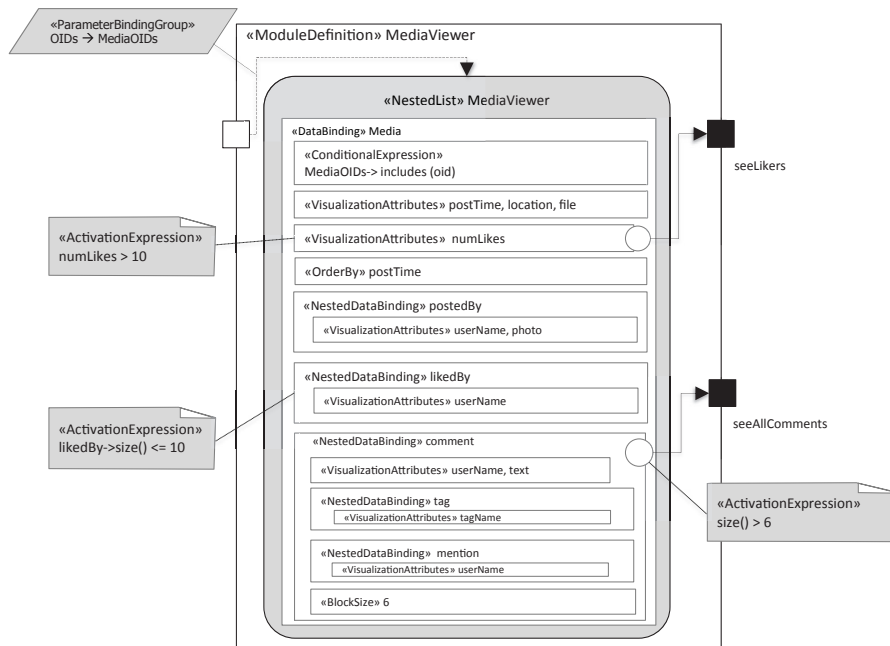 «ParameterBindingGroup»
OIDs → MediaOIDs
«ModuleDefinition» MediaViewer
«NestedList» MediaViewer
«DataBinding» Media
«ConditionalExpression»
MediaOIDs-> includes (oid)
seeLikers
«VisualizationAttributes» postTime, location, file
«ActivationExpression»
numLikes > 10
«VisualizationAttributes» numLikes
«OrderBy» postTime
«NestedDataBinding» postedBy
«VisualizationAttributes» userName, photo
«NestedDataBinding» likedBy
«VisualizationAttributes» userName
«ActivationExpression»
likedBy->size() <= 10
seeAllComments
«NestedDataBinding» comment
«VisualizationAttributes» userName, text
«NestedDataBinding» tag
«VisualizationAttributes» tagName
«ActivationExpression»
size() > 6
«NestedDataBinding» mention
«VisualizationAttributes» userName
«BlockSize» 6